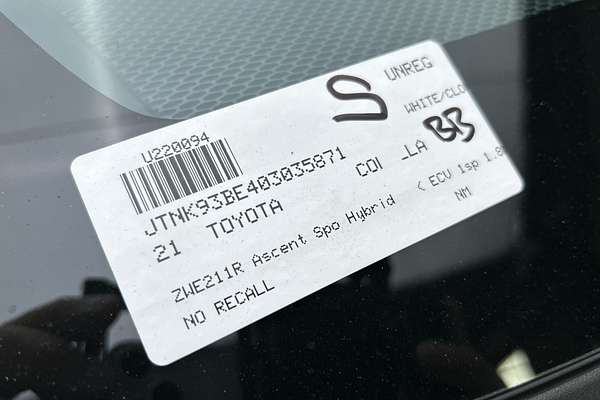 S UNREG
U220094 WHITE/CLO
JTNK93BE403035871 BB
21 TOYOTA COI _LA
ZWE211R Ascent Spo Hybrid < ECV 1sp 1.8
NO RECALL NM